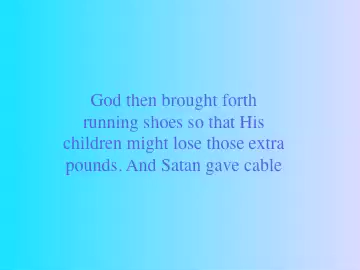 God then brought forth
running shoes so that His
children might lose those extra
pounds. And Satan gave cable